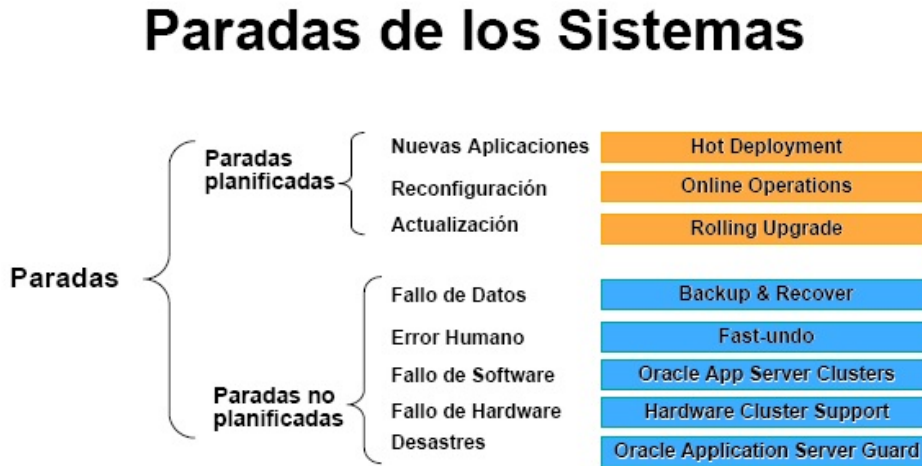 Paradas de los Sistemas
Paradas
Paradas
planificadas
Nuevas Aplicaciones
Hot Deployment
Reconfiguración
Online Operations
Actualización
Rolling Upgrade
Paradas no
planificadas
Fallo de Datos
Backup & Recover
Error Humano
Fast-undo
Fallo de Software
Oracle App Server Clusters
Fallo de Hardware
Hardware Cluster Support
Desastres
Oracle Application Server Guard